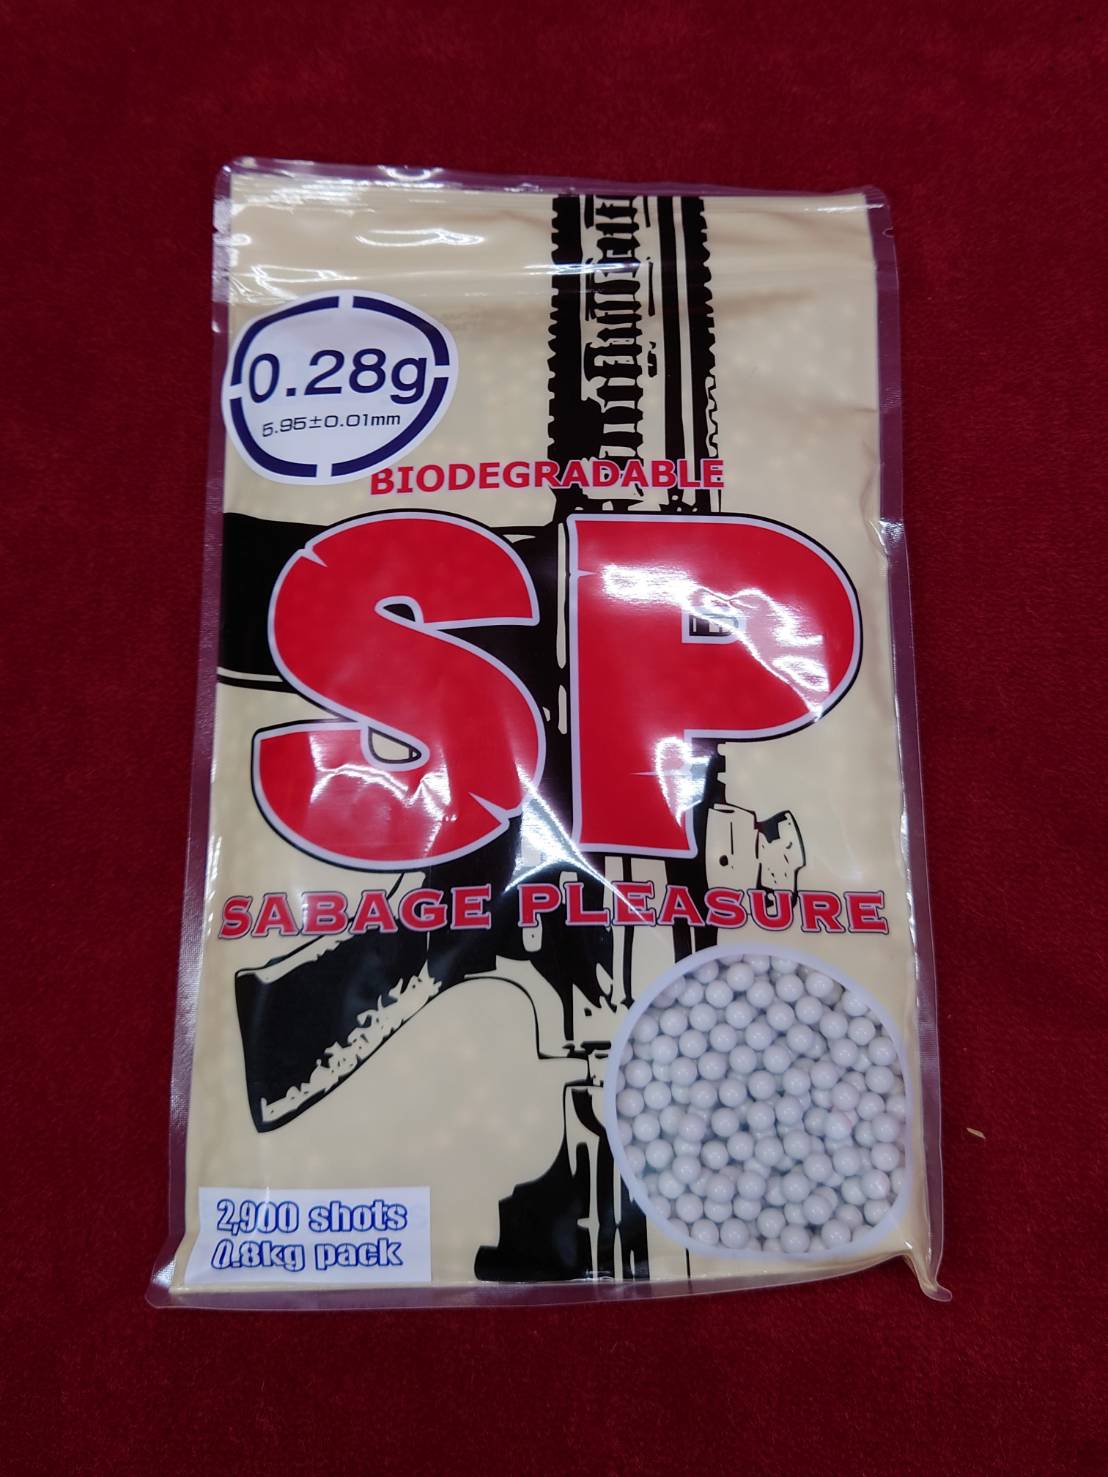 0.28g
5.95±0.01mm
BIODEGRADABLE
SP
SABAGE PLEASURE
2,900 shots
0.8kg pack